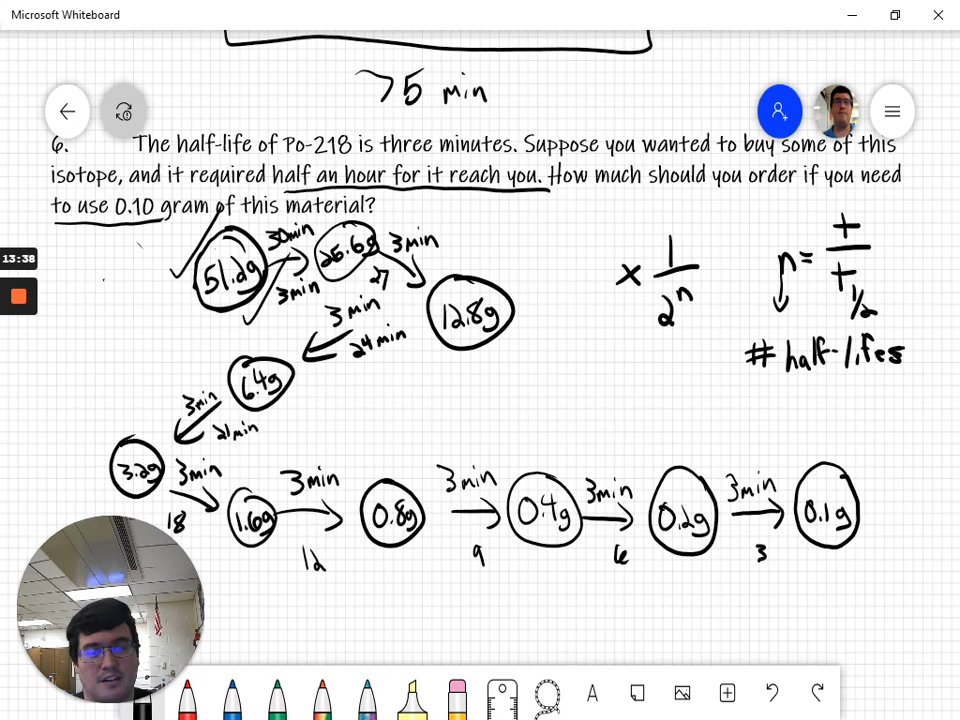 Microsoft Whiteboard
75 min
6. The half-life of Po-218 is three minutes. Suppose you wanted to buy some of this
isotope, and it required half an hour for it reach you. How much should you order if you need
to use 0.10 gram of this material?
13:38
51.2g 30min 3min 25.6g 3min 27 12.8g
3min 24min
6.4g
3min 21min
3.2g 3min 18 1.6g 3min 12 0.8g 3min 9 0.4g 3min 6 0.2g 3min 3 0.1g
× 1/2ⁿ n = t/t½
# half-lifes
A